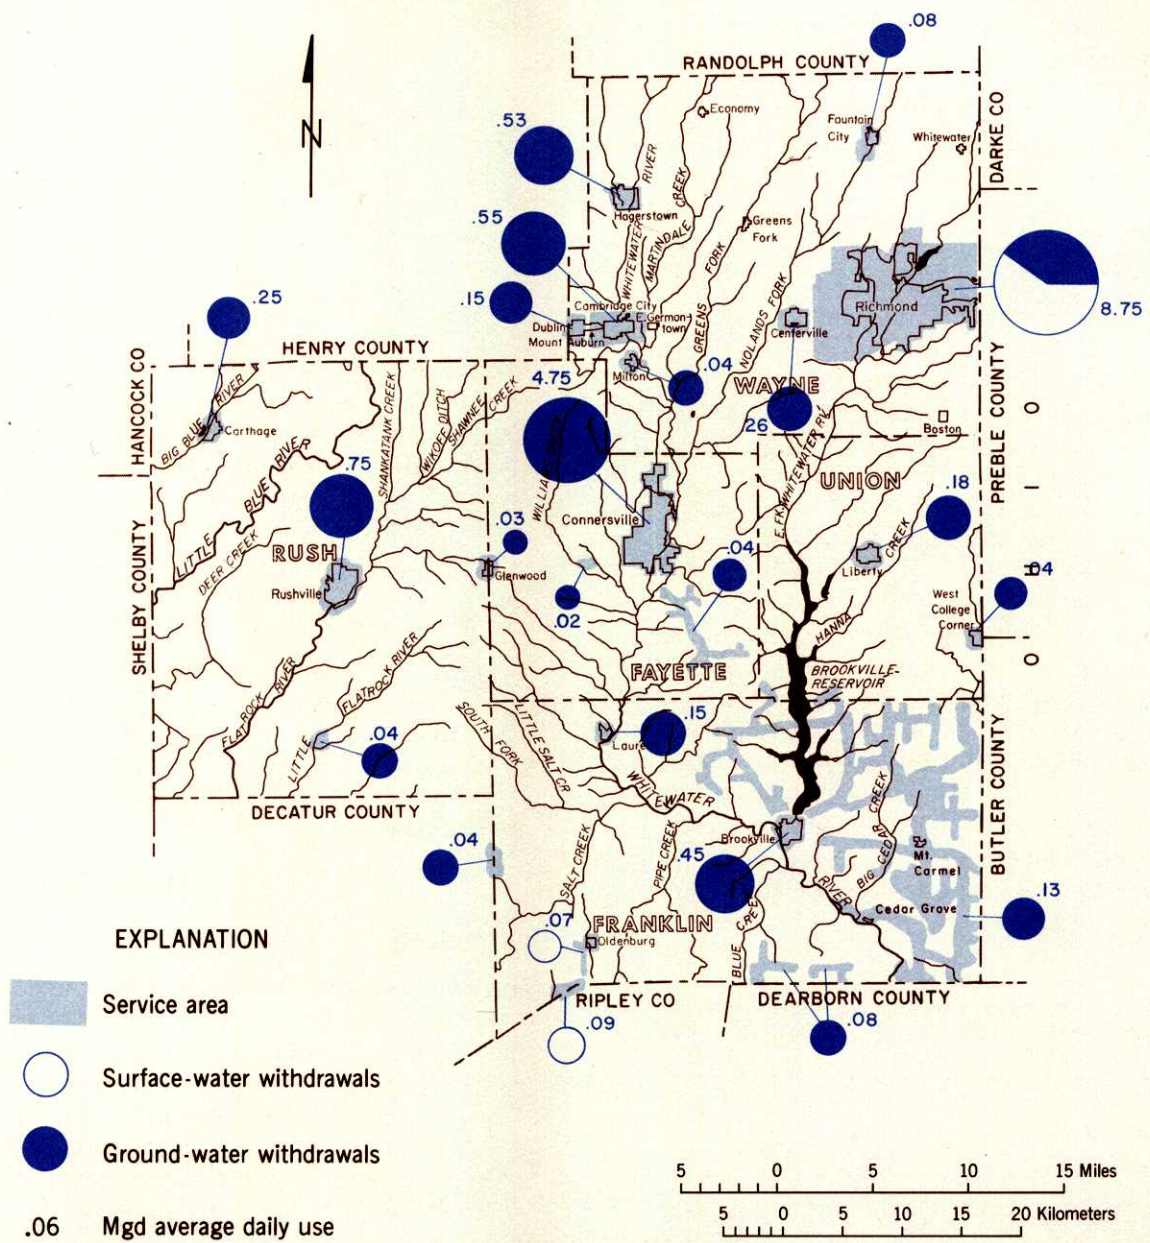 .08
RANDOLPH COUNTY
N
Economy
Fountain
City
Whitewater
DARKE CO
.53
RIVER
CREEK
Hagerstown
WHITEWATER
MARTINDALE
Greens
Fork
.55
GREENS
FORK
NOLANDS FORK
Richmond
8.75
.25
.15
Cambridge City
E. German-
town
Dublin
Mount Auburn
Centerville
HENRY COUNTY
Milton
.04
WAYNE
4.75
26
HANCOCK CO
BIG BLUE
RIVER
Carthage
SHANKATANK CREEK
WIKOFF DITCH
SHAWNEE
CREEK
WILLIAMS CREEK
Boston
PREBLE COUNTY
O
H
I
O
LITTLE
BLUE
RIVER
.75
E. FK. WHITEWATER RV.
UNION
.18
Connersville
DEER CREEK
RUSH
.03
Glenwood
Rushville
.04
.02
Liberty
CREEK
HANNA
West
College
Corner
.04
SHELBY COUNTY
FLATROCK
RIVER
FLATROCK RIVER
LITTLE
.04
FAYETTE
BROOKVILLE-
RESERVOIR
SOUTH
FORK
LITTLE SALT CR
Laurel
.15
WHITEWATER
DECATUR COUNTY
BUTLER COUNTY
.04
SALT CREEK
PIPE CREEK
.45
Brookville
BIG CEDAR CREEK
Mt.
Carmel
RIVER
Cedar Grove
.13
.07
FRANKLIN
Oldenburg
BLUE CREEK
RIPLEY CO
DEARBORN COUNTY
.09
.08
EXPLANATION
Service area
Surface-water withdrawals
Ground-water withdrawals
.06 Mgd average daily use
5 0 5 10 15 Miles
5 0 5 10 15 20 Kilometers